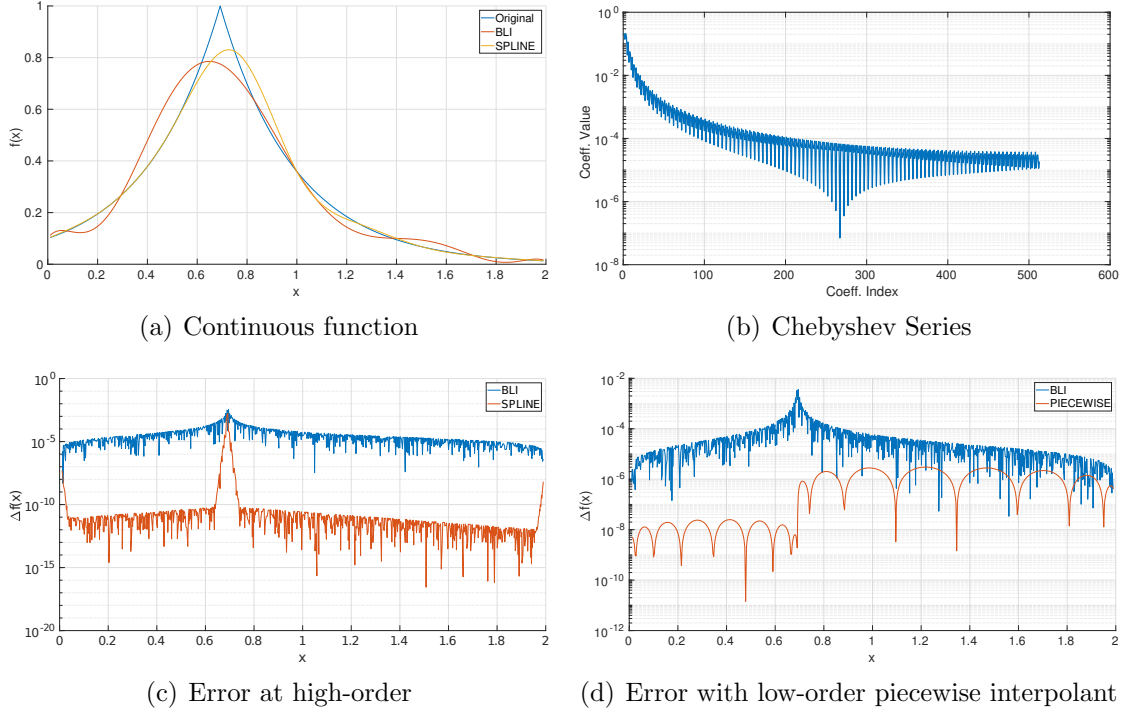 1
0.8
0.6
0.4
0.2
0
f(x)
0 0.2 0.4 0.6 0.8 1 1.2 1.4 1.6 1.8 2
x
Original
BLI
SPLINE
(a) Continuous function
10^0
10^-2
10^-4
10^-6
10^-8
Coeff. Value
0 100 200 300 400 500 600
Coeff. Index
(b) Chebyshev Series
10^0
10^-5
10^-10
10^-15
10^-20
Δf(x)
0 0.2 0.4 0.6 0.8 1 1.2 1.4 1.6 1.8 2
x
BLI
SPLINE
(c) Error at high-order
10^-2
10^-4
10^-6
10^-8
10^-10
10^-12
Δf(x)
0 0.2 0.4 0.6 0.8 1 1.2 1.4 1.6 1.8 2
x
BLI
PIECEWISE
(d) Error with low-order piecewise interpolant